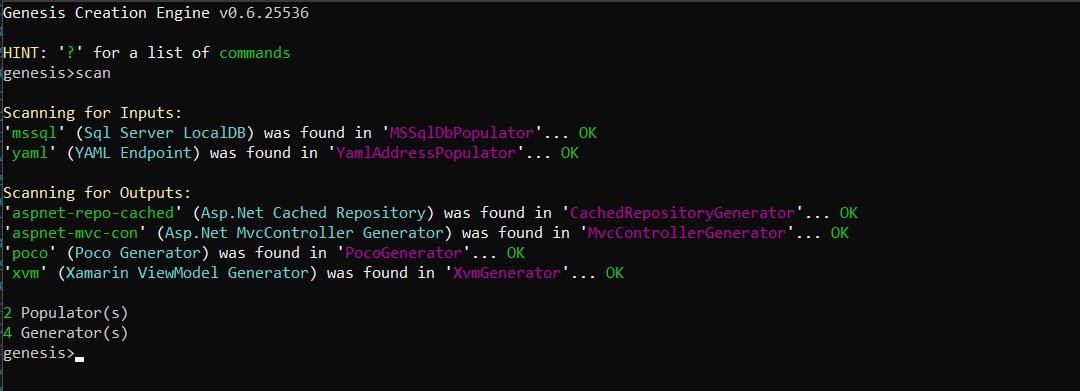 Genesis Creation Engine v0.6.25536
HINT: '?' for a list of commands
genesis>scan
Scanning for Inputs:
'mssql' (Sql Server LocalDB) was found in 'MSSqlDbPopulator'... OK
'yaml' (YAML Endpoint) was found in 'YamlAddressPopulator'... OK
Scanning for Outputs:
'aspnet-repo-cached' (Asp.Net Cached Repository) was found in 'CachedRepositoryGenerator'... OK
'aspnet-mvc-con' (Asp.Net MvcController Generator) was found in 'MvcControllerGenerator'... OK
'poco' (Poco Generator) was found in 'PocoGenerator'... OK
'xvm' (Xamarin ViewModel Generator) was found in 'XvmGenerator'... OK
2 Populator(s)
4 Generator(s)
genesis>